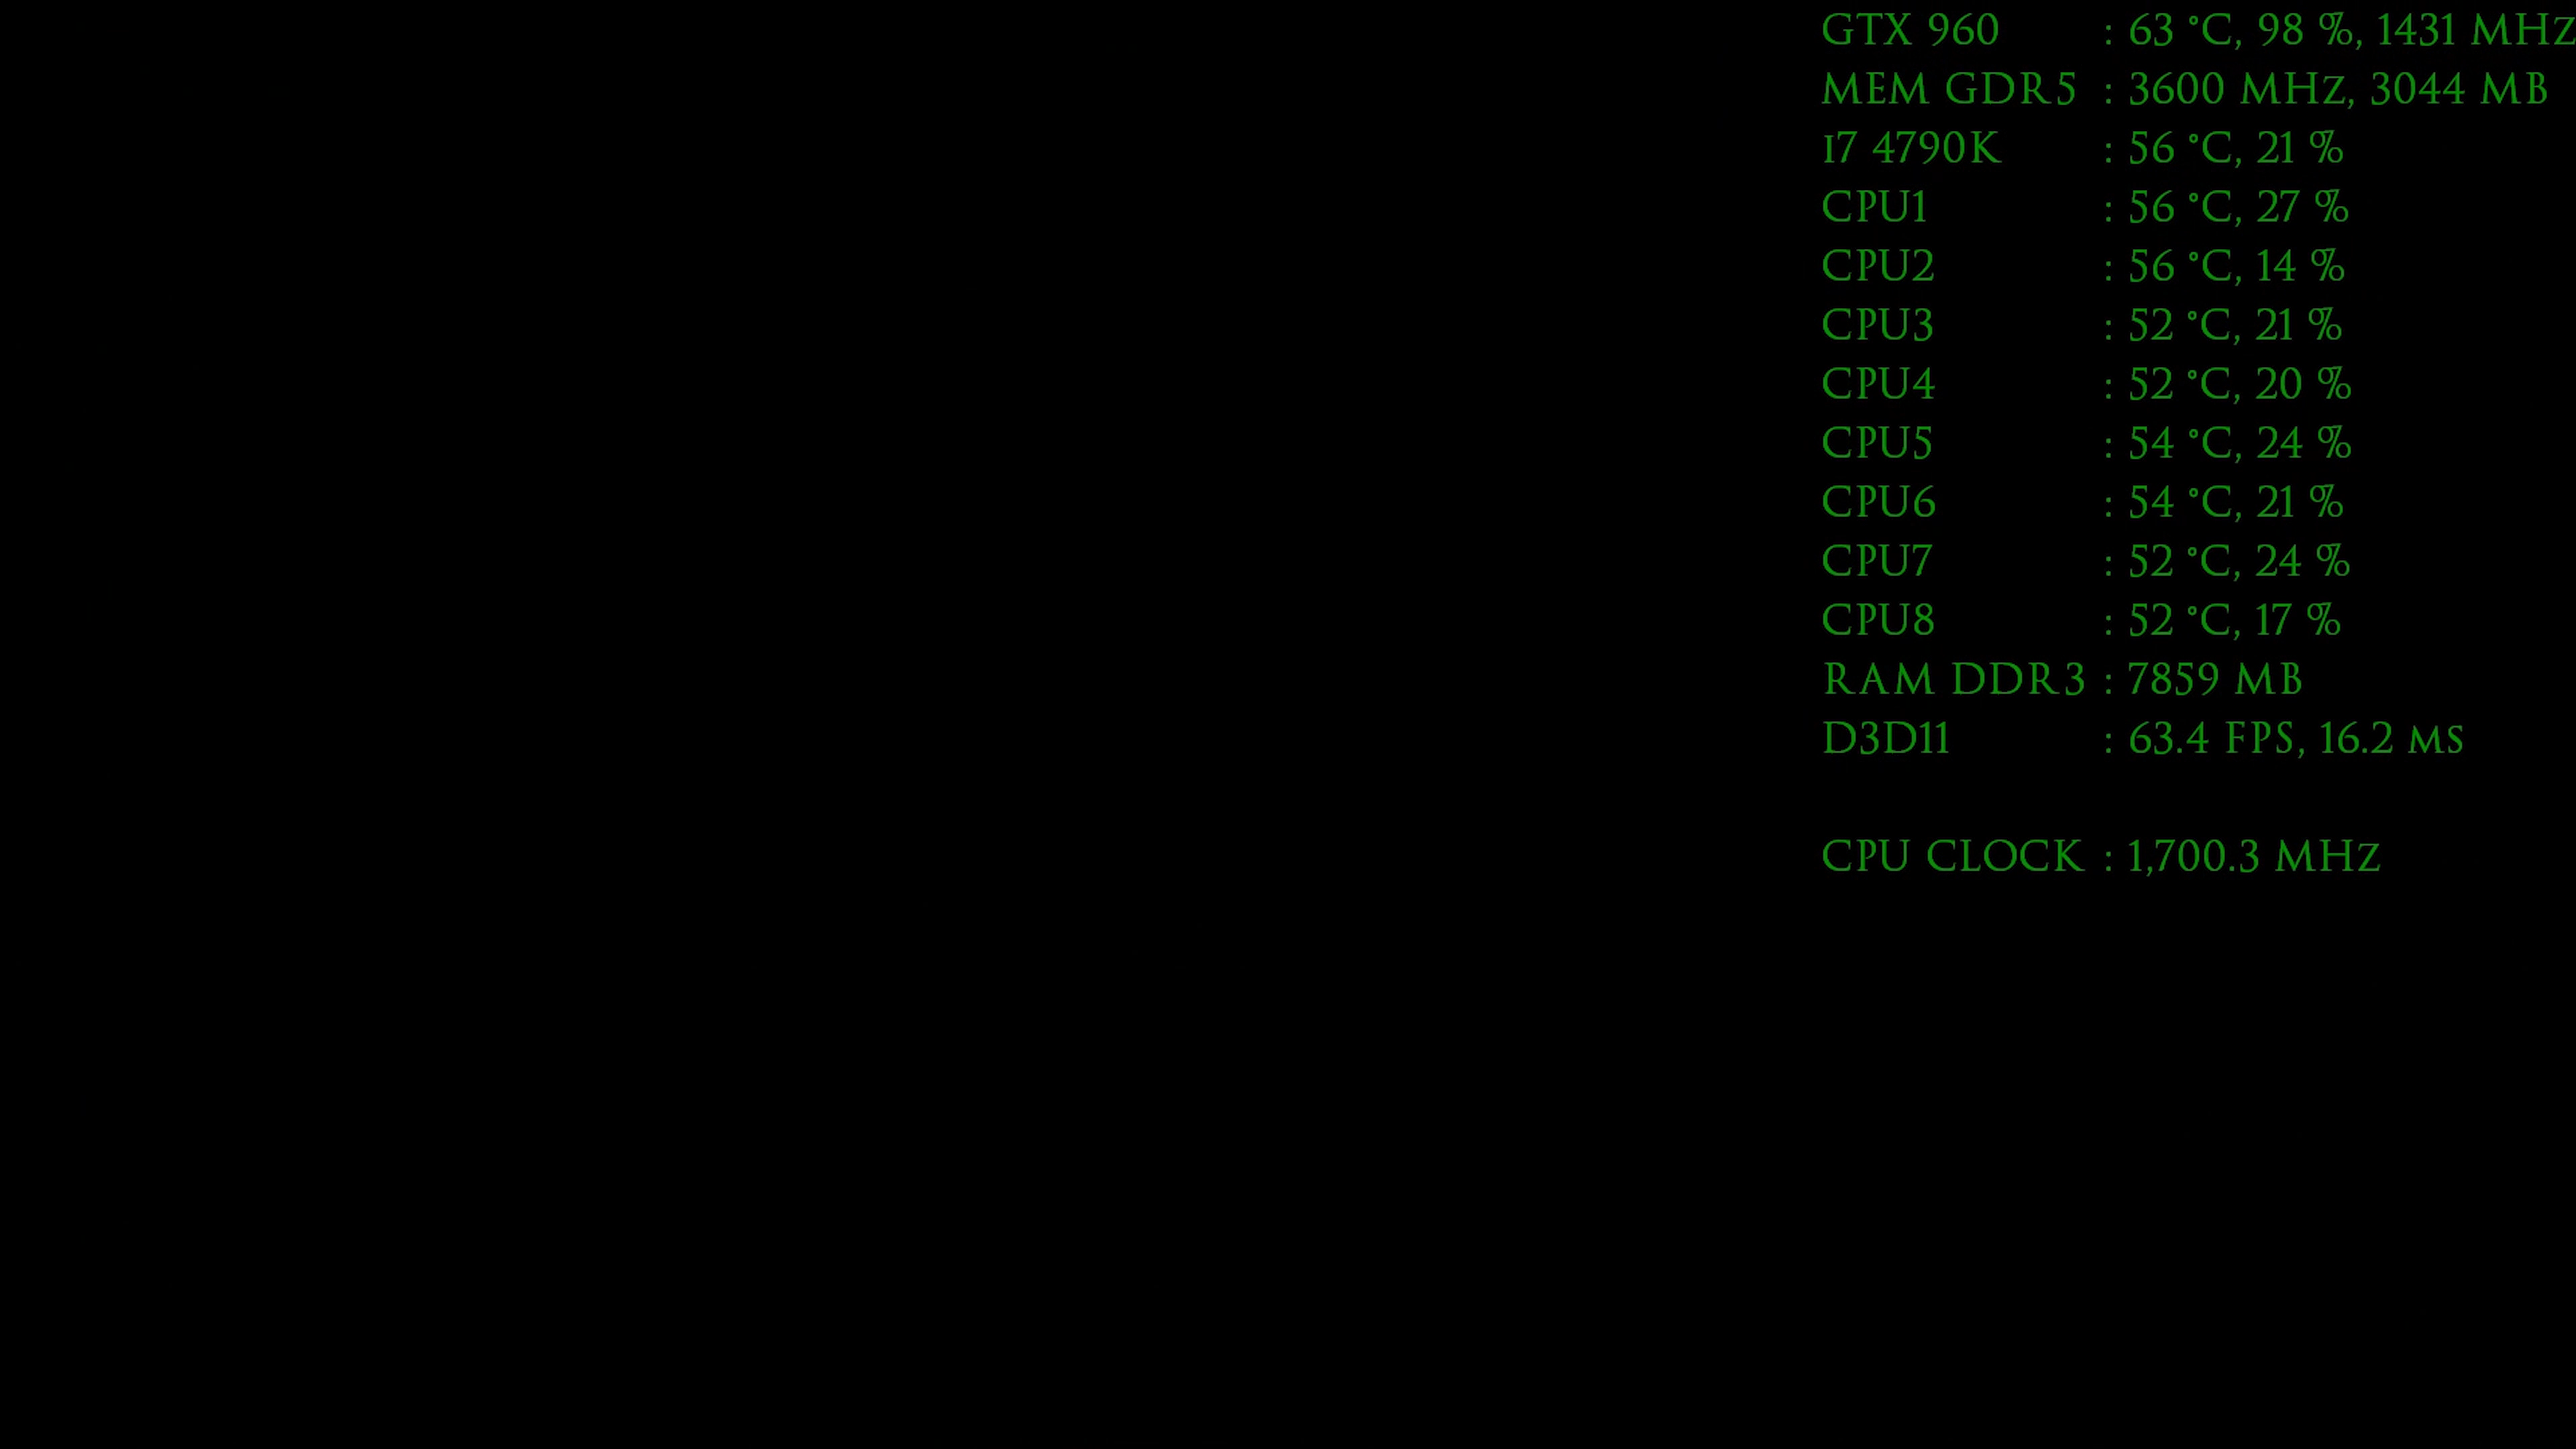 GTX 960 : 63 °C, 98 %, 1431 MHz
MEM GDR5 : 3600 MHz, 3044 MB
i7 4790K : 56 °C, 21 %
CPU1 : 56 °C, 27 %
CPU2 : 56 °C, 14 %
CPU3 : 52 °C, 21 %
CPU4 : 52 °C, 20 %
CPU5 : 54 °C, 24 %
CPU6 : 54 °C, 21 %
CPU7 : 52 °C, 24 %
CPU8 : 52 °C, 17 %
RAM DDR3 : 7859 MB
D3D11 : 63.4 FPS, 16.2 ms
CPU CLOCK : 1,700.3 MHz